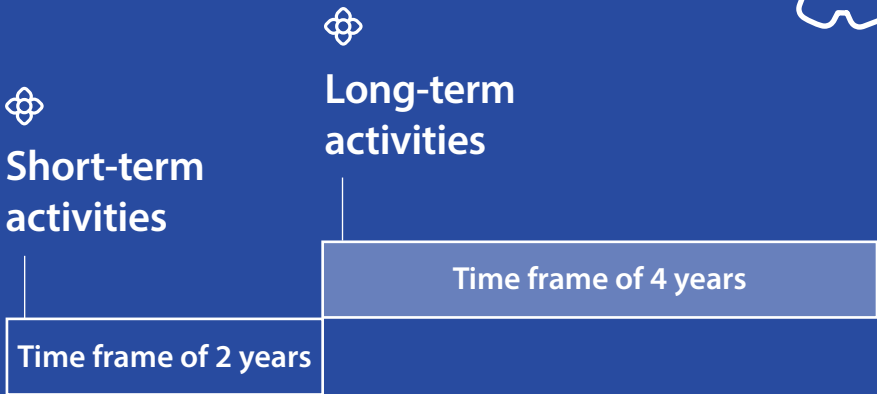 Short-term
activities
Time frame of 2 years
Long-term
activities
Time frame of 4 years